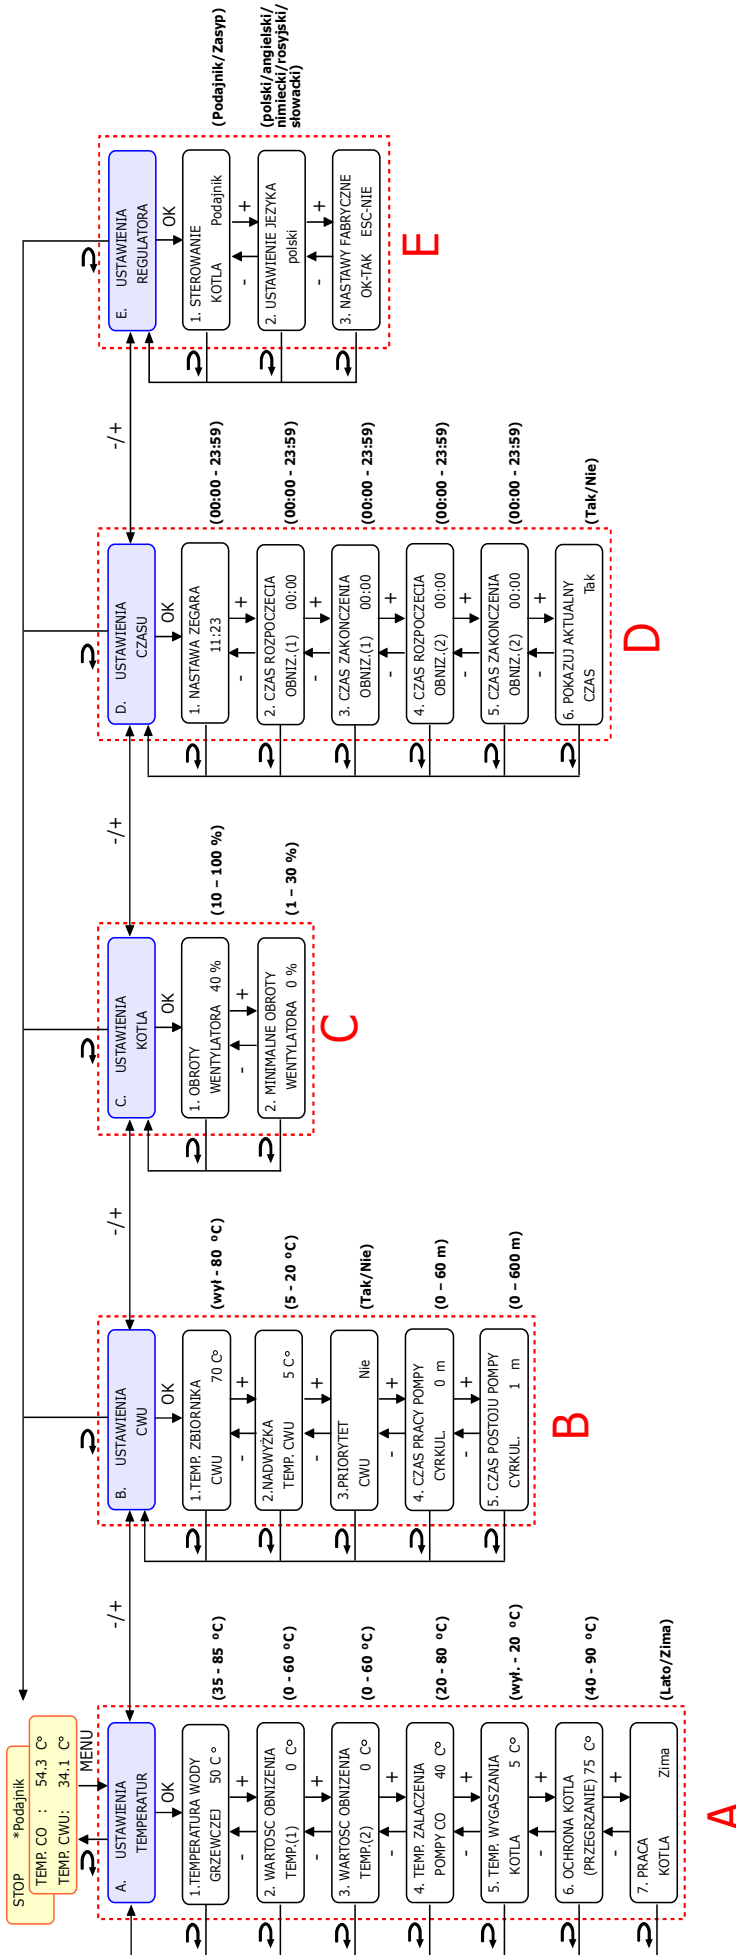 STOP *Podajnik
TEMP. CO : 54.3 C°
TEMP. CWU: 34.1 C°
MENU
A. USTAWIENIA
TEMPERATUR
OK
1.TEMPERATURA WODY
GRZEWCZEJ 50 C °
(35 - 85 ºC)
- +
2. WARTOSC OBNIZENIA
TEMP.(1) 0 C°
(0 - 60 ºC)
- +
3. WARTOSC OBNIZENIA
TEMP.(2) 0 C°
(0 - 60 ºC)
- +
4. TEMP. ZALACZENIA
POMPY CO 40 C°
(20 - 80 ºC)
- +
5. TEMP. WYGASZANIA
KOTLA 5 C°
(wył. - 20 ºC)
- +
6. OCHRONA KOTLA
(PRZEGRZANIE) 75 C°
(40 - 90 ºC)
- +
7. PRACA
KOTLA Zima
(Lato/Zima)
A
-/+
B. USTAWIENIA
CWU
OK
1.TEMP. ZBIORNIKA
CWU 70 C°
(wył - 80 ºC)
- +
2.NADWYŻKA
TEMP. CWU 5 C°
(5 - 20 ºC)
- +
3.PRIORYTET
CWU Nie
(Tak/Nie)
- +
4. CZAS PRACY POMPY
CYRKUL. 0 m
(0 - 60 m)
- +
5. CZAS POSTOJU POMPY
CYRKUL. 1 m
(0 - 600 m)
B
-/+
C. USTAWIENIA
KOTLA
OK
1. OBROTY
WENTYLATORA 40 %
(10 – 100 %)
- +
2. MINIMALNE OBROTY
WENTYLATORA 0 %
(1 – 30 %)
C
-/+
D. USTAWIENIA
CZASU
OK
1. NASTAWA ZEGARA
11:23
(00:00 - 23:59)
- +
2. CZAS ROZPOCZECIA
OBNIZ.(1) 00:00
(00:00 - 23:59)
- +
3. CZAS ZAKONCZENIA
OBNIZ.(1) 00:00
(00:00 - 23:59)
- +
4. CZAS ROZPOCZECIA
OBNIZ.(2) 00:00
(00:00 - 23:59)
- +
5. CZAS ZAKONCZENIA
OBNIZ.(2) 00:00
(00:00 - 23:59)
- +
6. POKAZUJ AKTUALNY
CZAS Tak
(Tak/Nie)
D
-/+
E. USTAWIENIA
REGULATORA
OK
1. STEROWANIE
KOTLA Podajnik
(Podajnik/Zasyp)
- +
2. USTAWIENIE JEZYKA
polski
(polski/angielski/
nimiecki/rosyjski/
słowacki)
- +
3. NASTAWY FABRYCZNE
OK-TAK ESC-NIE
E